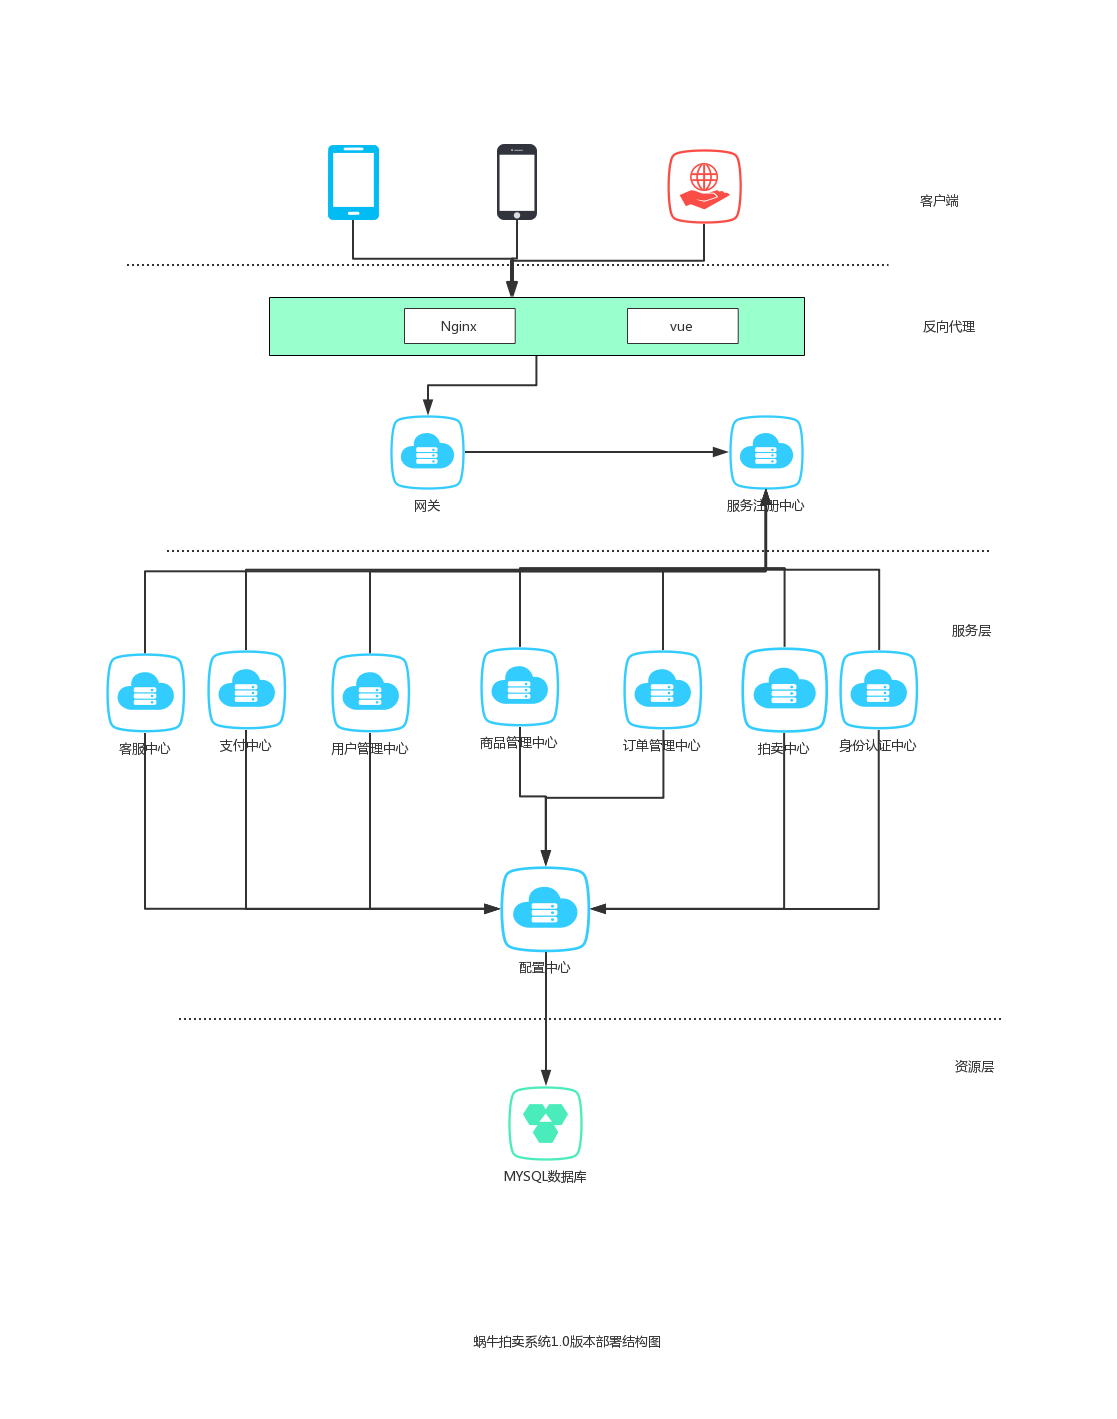 客户端
Nginx
vue
反向代理
网关
服务注册中心
服务层
客服中心
支付中心
用户管理中心
商品管理中心
订单管理中心
拍卖中心
身份认证中心
配置中心
资源层
MYSQL数据库
蜗牛拍卖系统1.0版本部署结构图